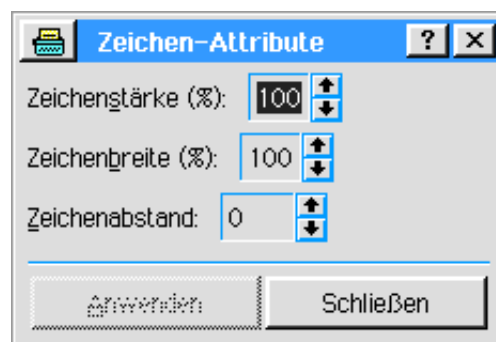 Zeichen-Attribute ? ×
Zeichenstärke (%): 100
Zeichenbreite (%): 100
Zeichenabstand: 0
Anwenden Schließen